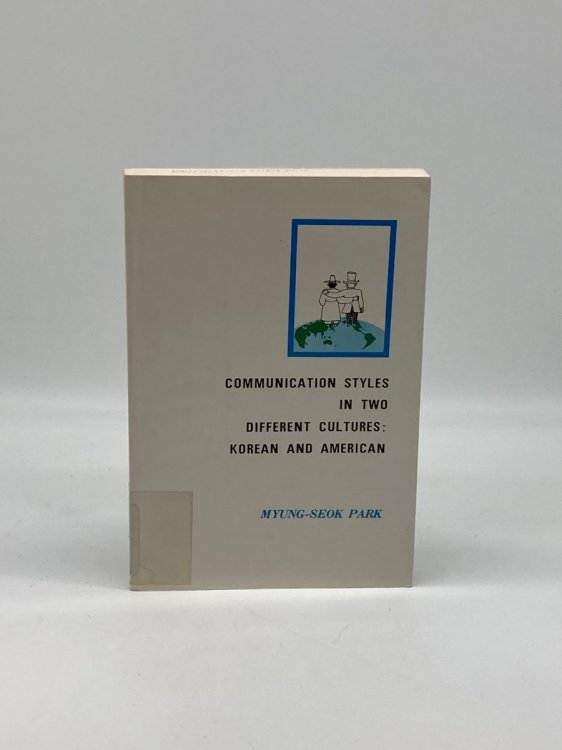 COMMUNICATION STYLES
IN TWO
DIFFERENT CULTURES:
KOREAN AND AMERICAN
MYUNG-SEOK PARK